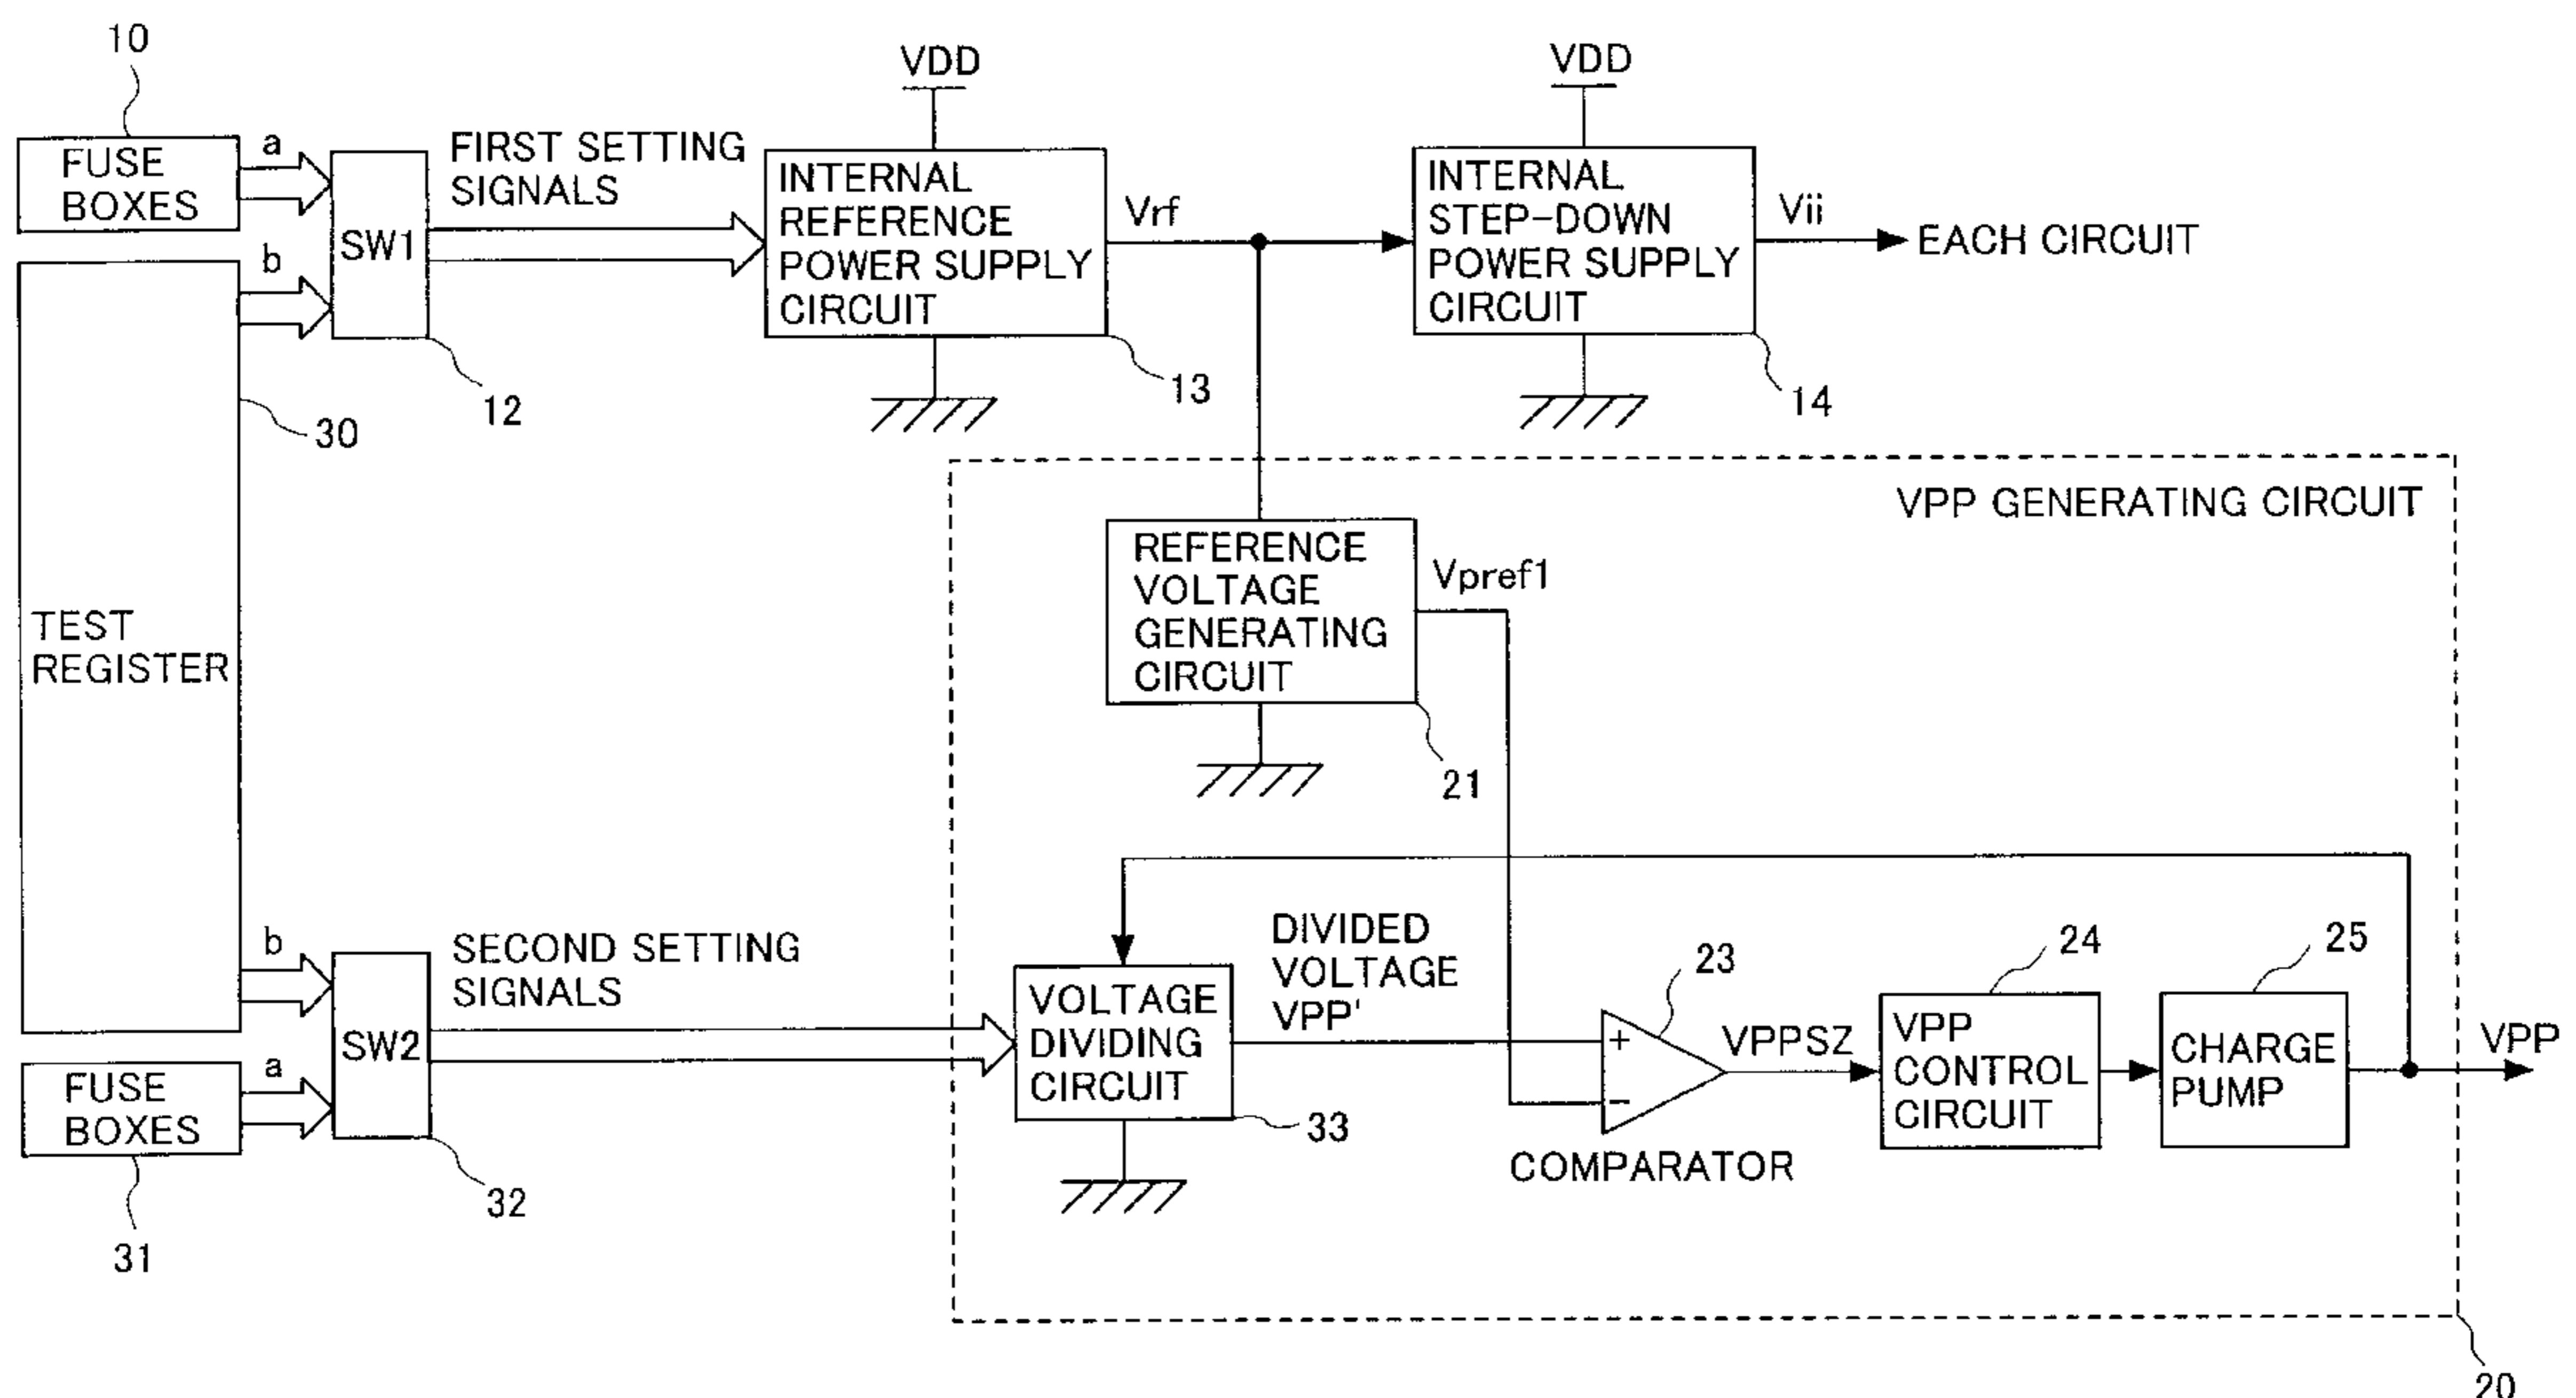 10
FUSE
BOXES
a
b
SW1
12
FIRST SETTING
SIGNALS
VDD
INTERNAL
REFERENCE
POWER SUPPLY
CIRCUIT
13
Vrf
VDD
INTERNAL
STEP-DOWN
POWER SUPPLY
CIRCUIT
14
Vii
EACH CIRCUIT
TEST
REGISTER
30
VPP GENERATING CIRCUIT
REFERENCE
VOLTAGE
GENERATING
CIRCUIT
Vpref1
21
b
a
SW2
32
FUSE
BOXES
31
SECOND SETTING
SIGNALS
VOLTAGE
DIVIDING
CIRCUIT
33
DIVIDED
VOLTAGE
VPP'
+
−
23
COMPARATOR
VPPSZ
24
VPP
CONTROL
CIRCUIT
25
CHARGE
PUMP
VPP
20